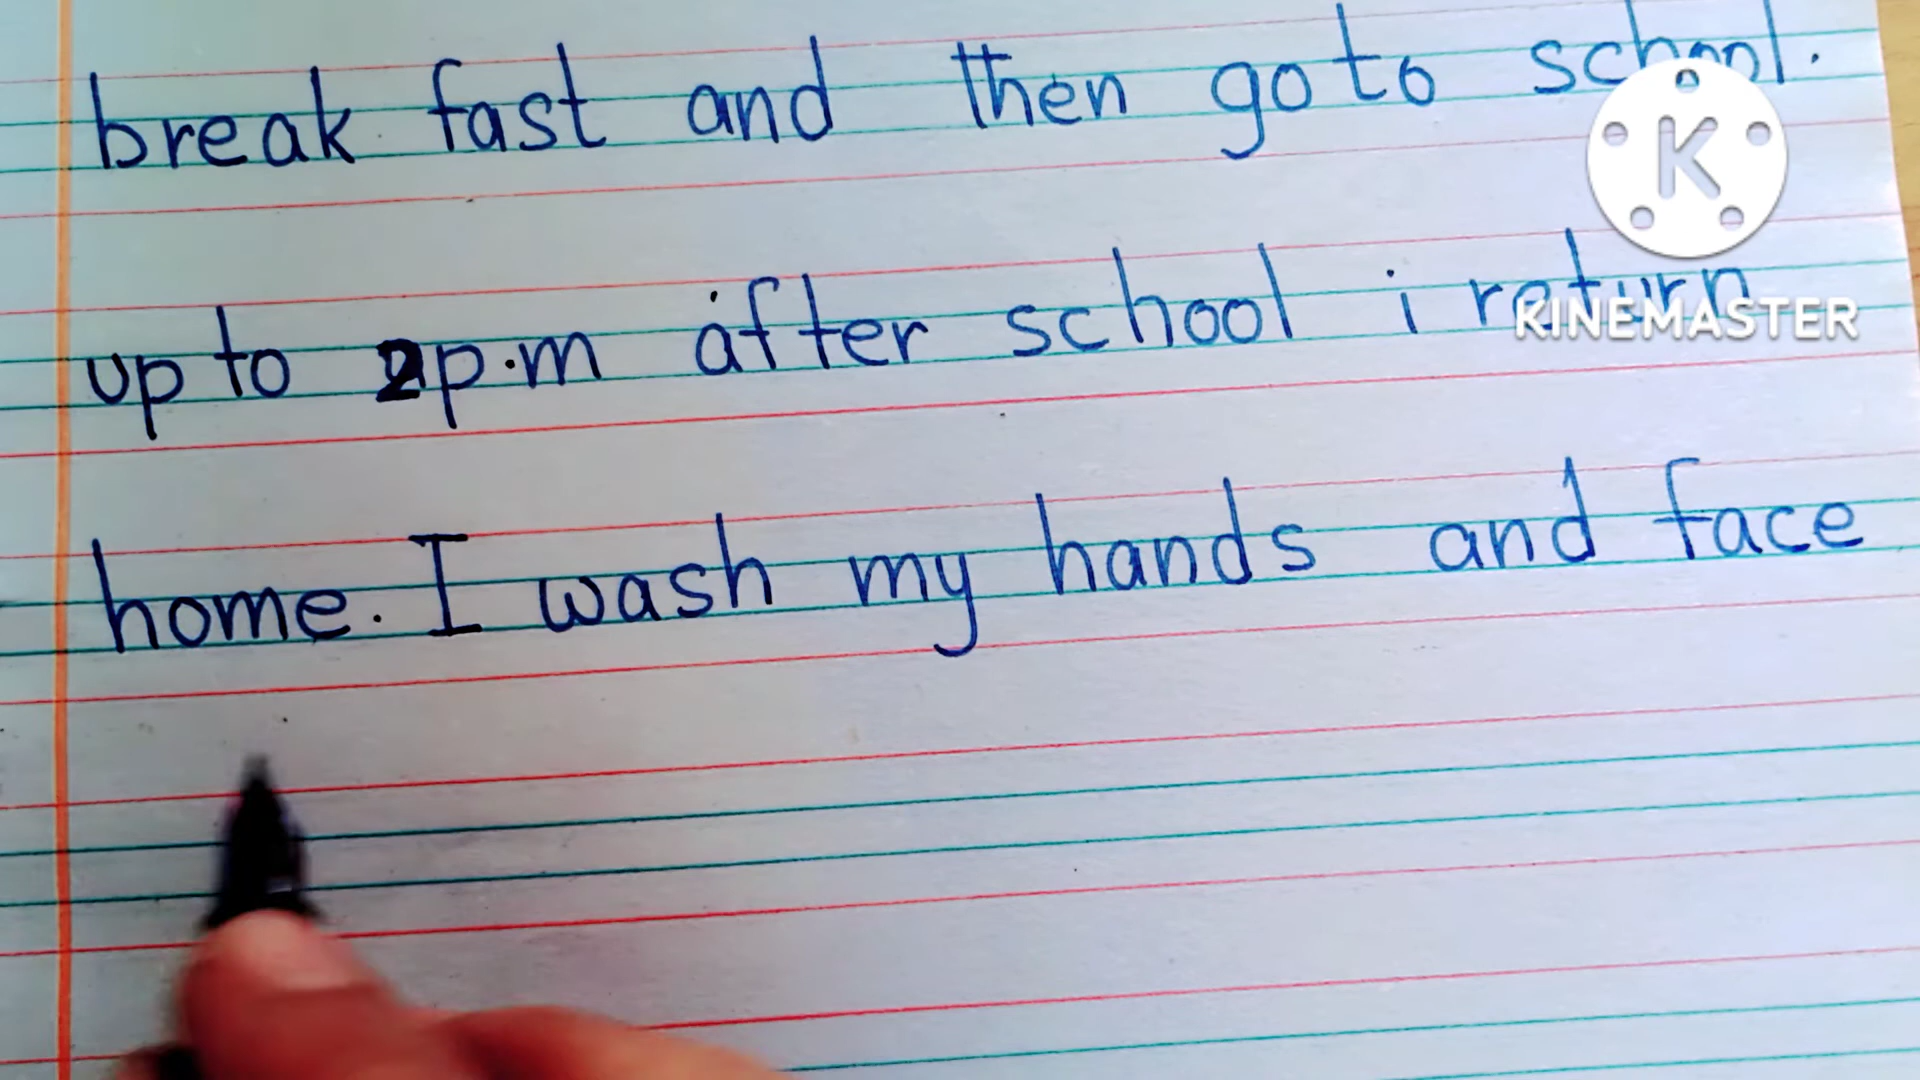 break fast and then go to school.
up to 2p.m after school i return
home. I wash my hands and face
K
KINEMASTER